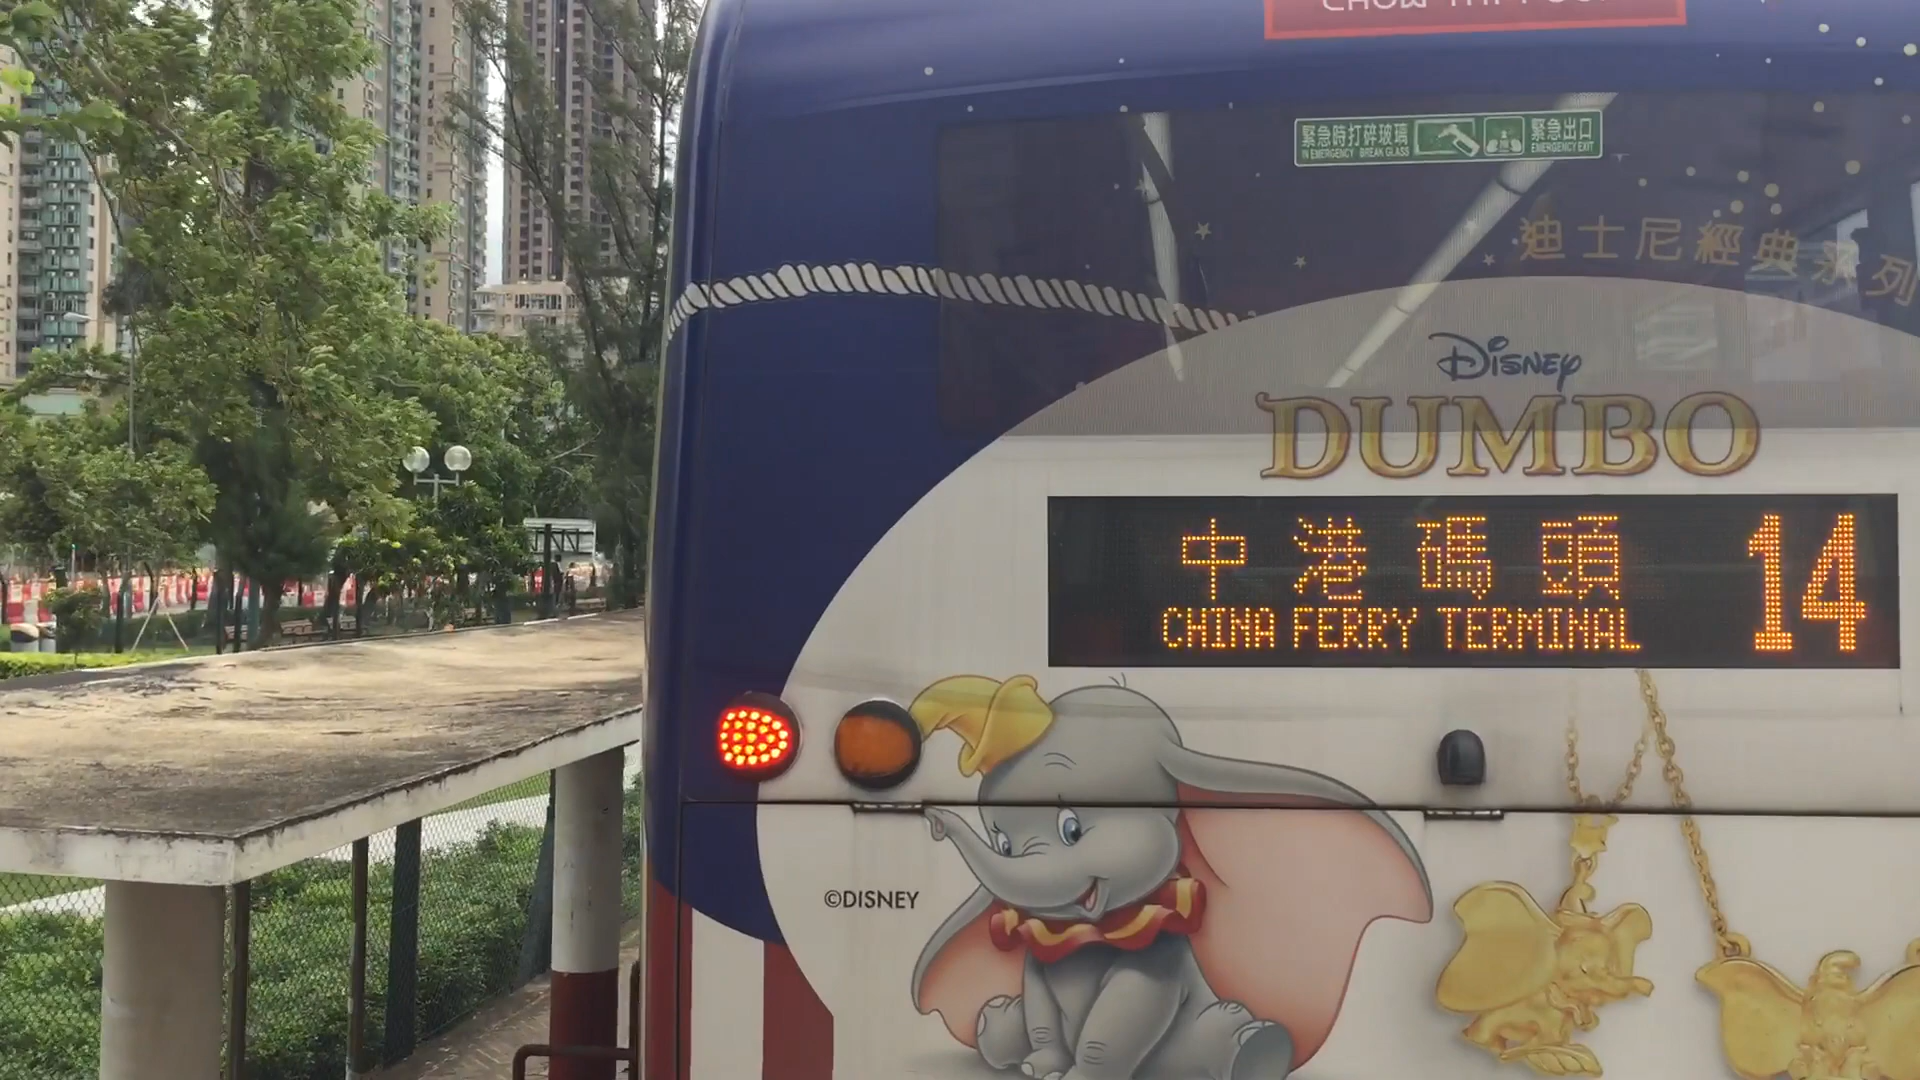 緊急時打碎玻璃
IN EMERGENCY BREAK GLASS
緊急出口
EMERGENCY EXIT
迪士尼經典系列
DISNEY
DUMBO
中港碼頭
CHINA FERRY TERMINAL
14
©DISNEY